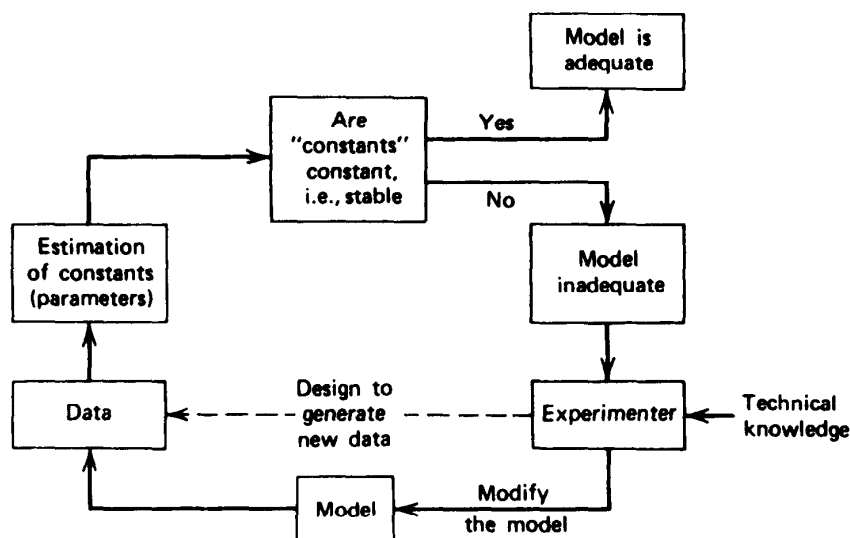 Model is
adequate
Are
"constants"
constant,
i.e., stable
Yes
No
Estimation
of constants
(parameters)
Model
inadequate
Data
Design to
generate
new data
Experimenter
Technical
knowledge
Model
Modify
the model